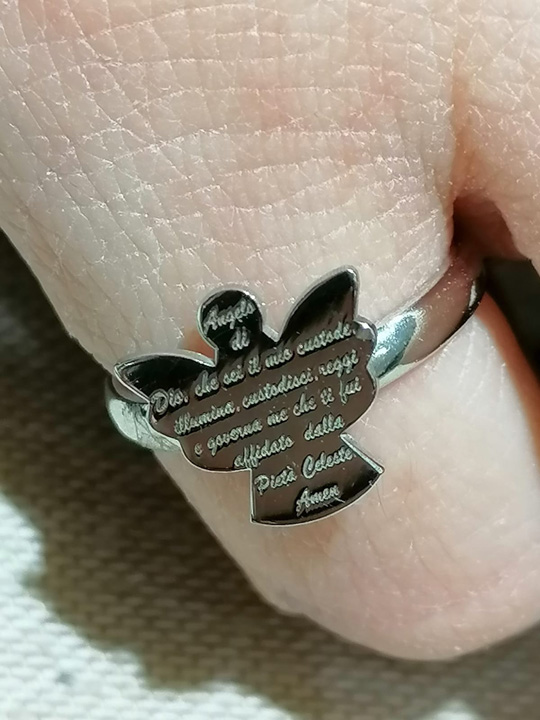 Angelo
di
Dio, che sei il mio custode,
illumina, custodisci, reggi
e governa me che ti fui
affidato dalla
Pietà Celeste
Amen